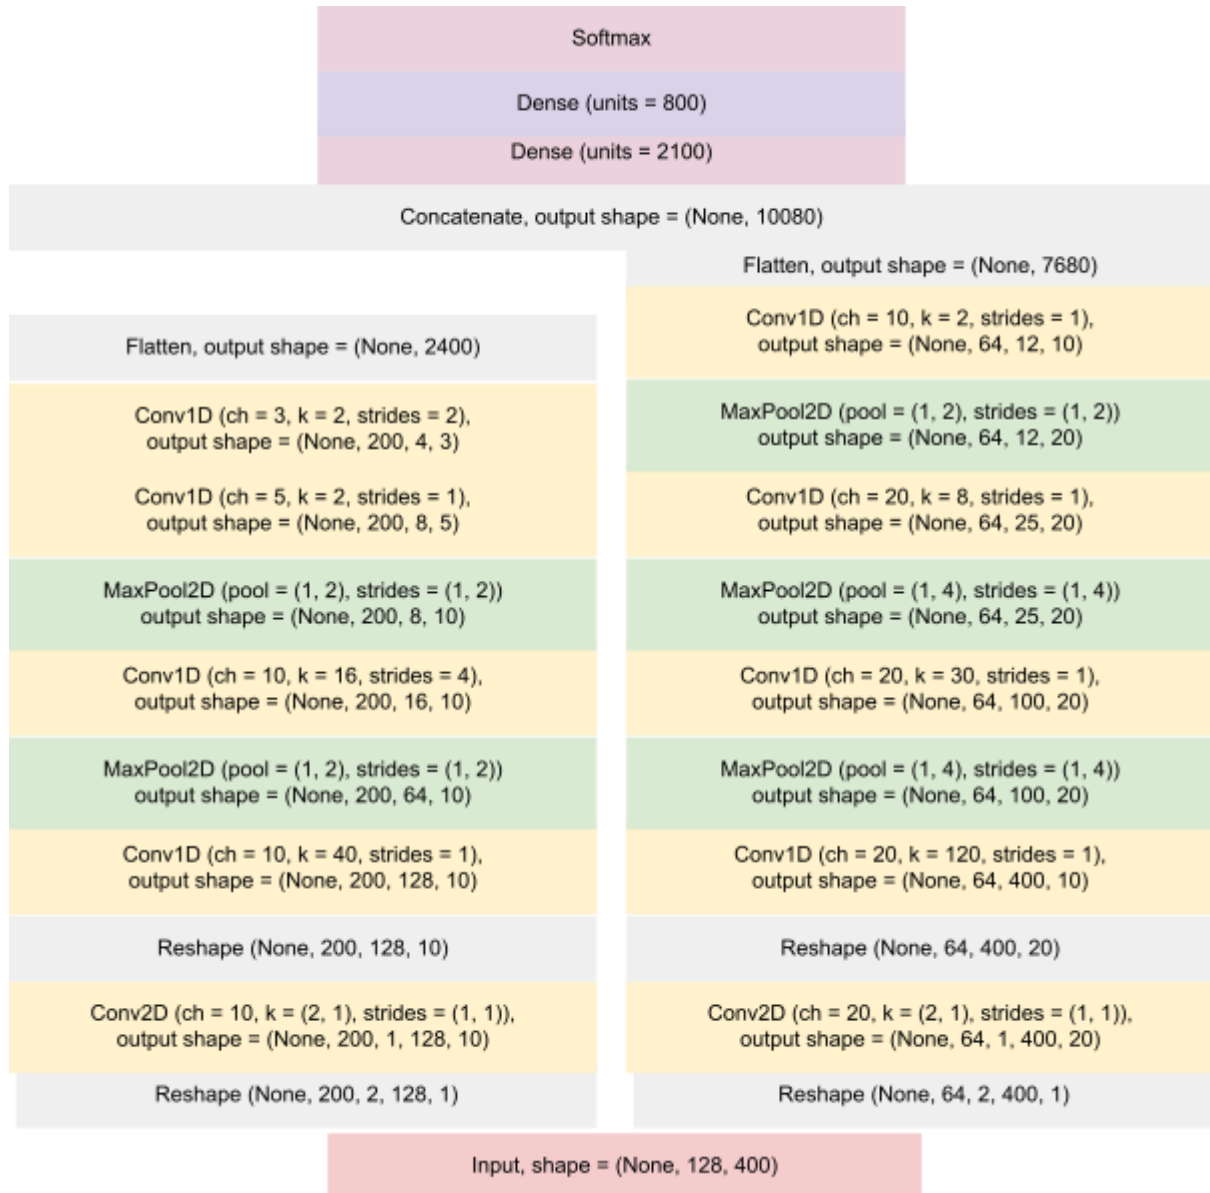 Softmax
Dense (units = 800)
Dense (units = 2100)
Concatenate, output shape = (None, 10080)
Flatten, output shape = (None, 2400)
Conv1D (ch = 3, k = 2, strides = 2),
output shape = (None, 200, 4, 3)
Conv1D (ch = 5, k = 2, strides = 1),
output shape = (None, 200, 8, 5)
MaxPool2D (pool = (1, 2), strides = (1, 2))
output shape = (None, 200, 8, 10)
Conv1D (ch = 10, k = 16, strides = 4),
output shape = (None, 200, 16, 10)
MaxPool2D (pool = (1, 2), strides = (1, 2))
output shape = (None, 200, 64, 10)
Conv1D (ch = 10, k = 40, strides = 1),
output shape = (None, 200, 128, 10)
Reshape (None, 200, 128, 10)
Conv2D (ch = 10, k = (2, 1), strides = (1, 1)),
output shape = (None, 200, 1, 128, 10)
Reshape (None, 200, 2, 128, 1)
Flatten, output shape = (None, 7680)
Conv1D (ch = 10, k = 2, strides = 1),
output shape = (None, 64, 12, 10)
MaxPool2D (pool = (1, 2), strides = (1, 2))
output shape = (None, 64, 12, 20)
Conv1D (ch = 20, k = 8, strides = 1),
output shape = (None, 64, 25, 20)
MaxPool2D (pool = (1, 4), strides = (1, 4))
output shape = (None, 64, 25, 20)
Conv1D (ch = 20, k = 30, strides = 1),
output shape = (None, 64, 100, 20)
MaxPool2D (pool = (1, 4), strides = (1, 4))
output shape = (None, 64, 100, 20)
Conv1D (ch = 20, k = 120, strides = 1),
output shape = (None, 64, 400, 10)
Reshape (None, 64, 400, 20)
Conv2D (ch = 20, k = (2, 1), strides = (1, 1)),
output shape = (None, 64, 1, 400, 20)
Reshape (None, 64, 2, 400, 1)
Input, shape = (None, 128, 400)